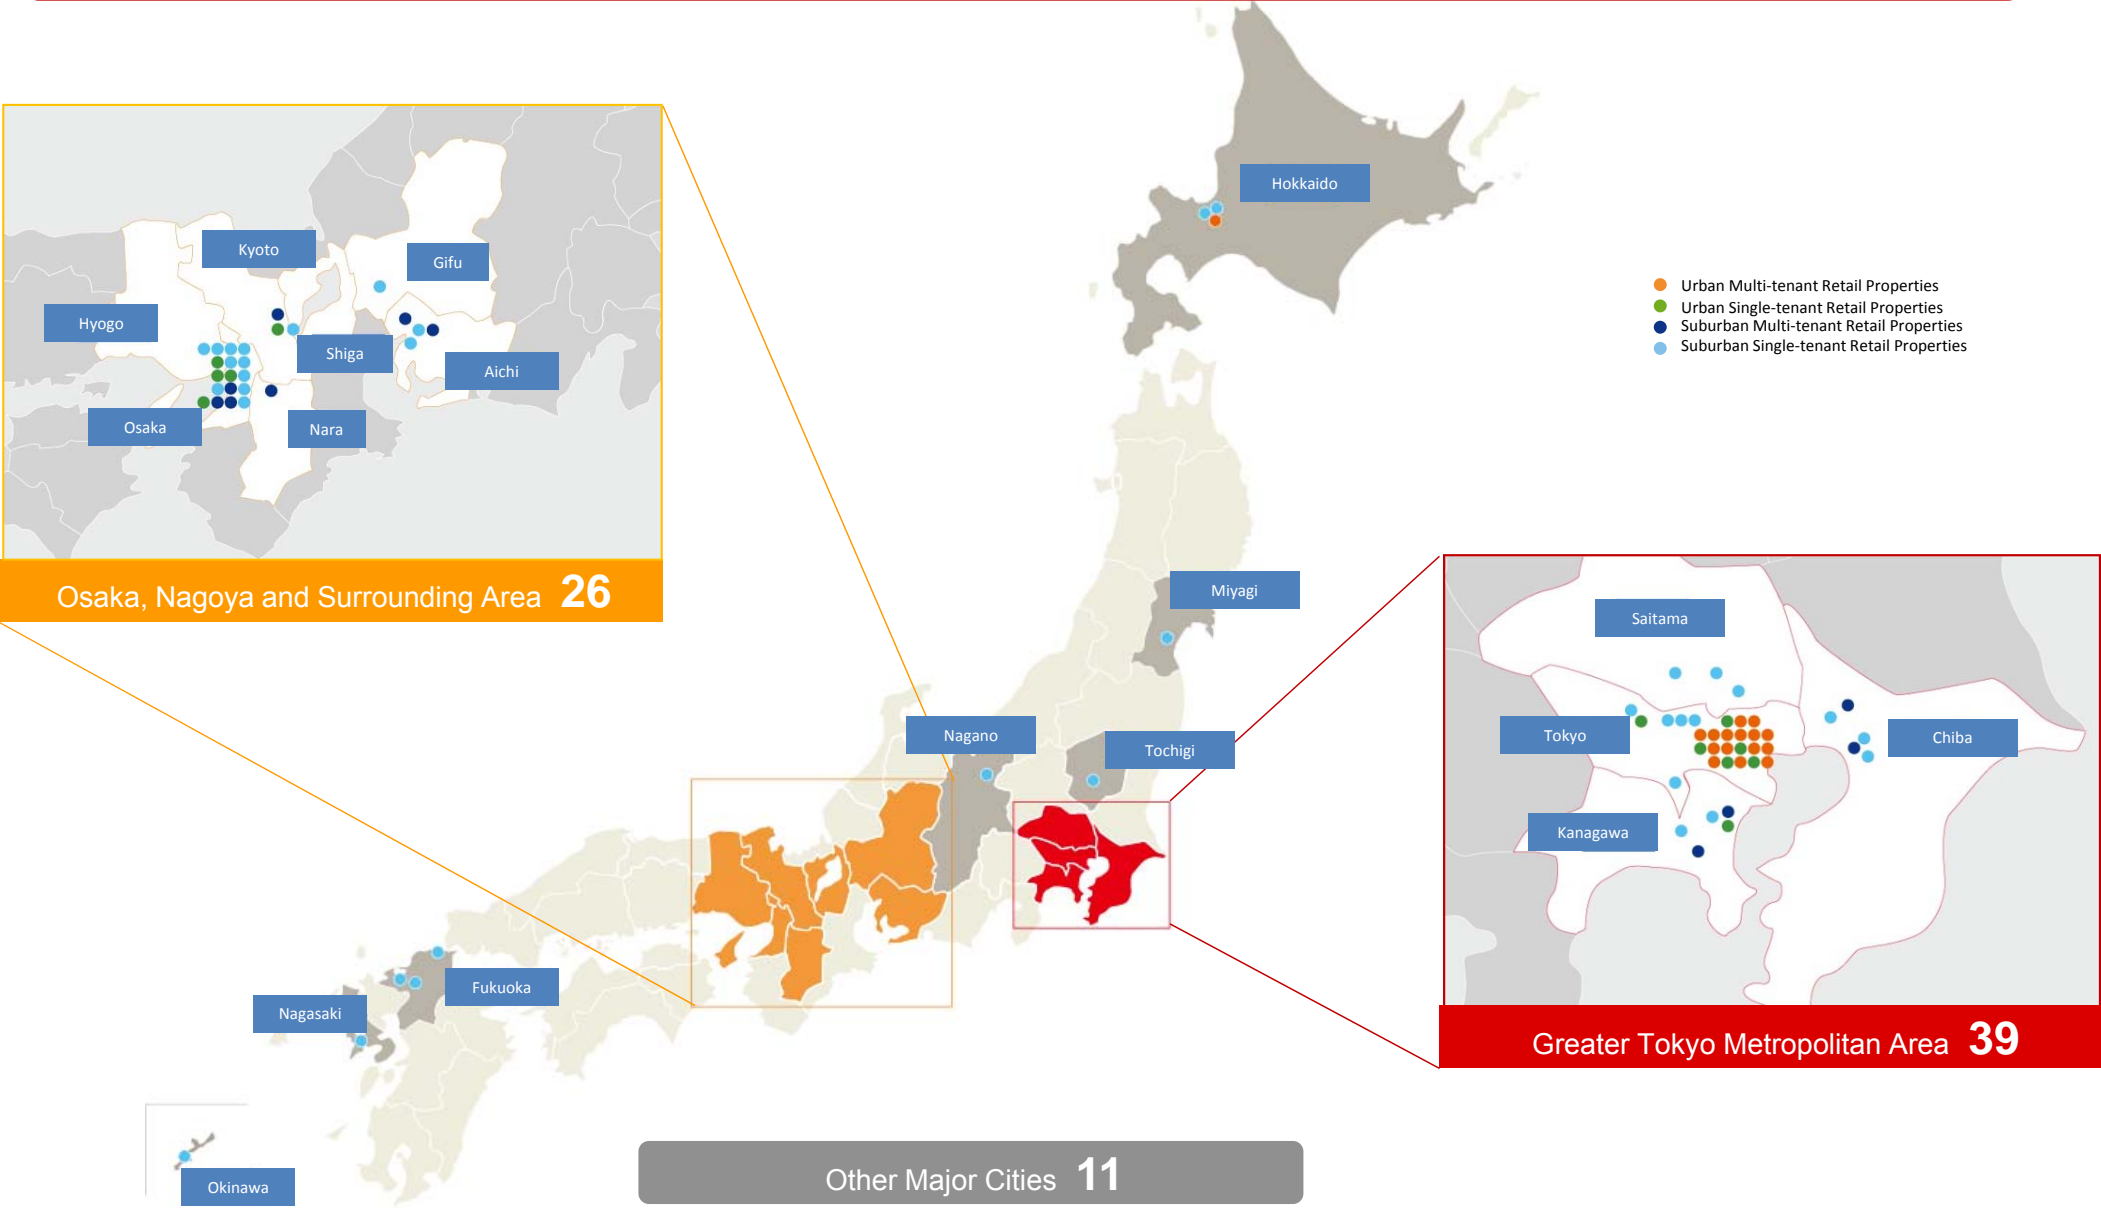 Hokkaido
Urban Multi-tenant Retail Properties
Urban Single-tenant Retail Properties
Suburban Multi-tenant Retail Properties
Suburban Single-tenant Retail Properties
Kyoto
Gifu
Hyogo
Shiga
Aichi
Osaka
Nara
Osaka, Nagoya and Surrounding Area 26
Miyagi
Saitama
Nagano
Tochigi
Tokyo
Chiba
Kanagawa
Fukuoka
Nagasaki
Greater Tokyo Metropolitan Area 39
Okinawa
Other Major Cities 11